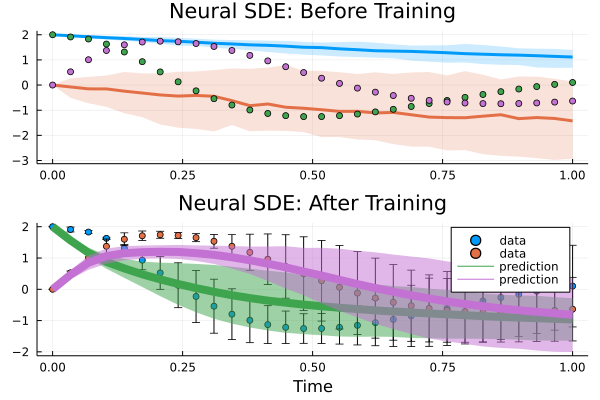 Neural SDE: Before Training
2
1
0
−1
−2
−3
0.00 0.25 0.50 0.75 1.00
Neural SDE: After Training
2
1
0
−1
−2
data
data
prediction
prediction
0.00 0.25 0.50 0.75 1.00
Time